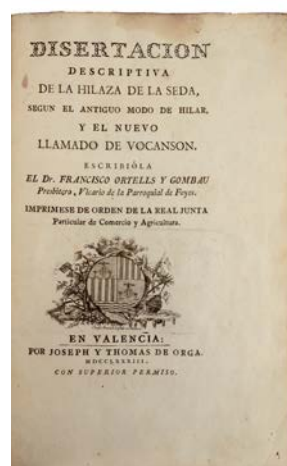 DISERTACION
DESCRIPTIVA
DE LA HILAZA DE LA SEDA,
SEGUN EL ANTIGUO MODO DE HILAR,
Y EL NUEVO
LLAMADO DE VOCANSON.
ESCRIBIÓLA
EL Dr. FRANCISCO ORTELLS Y GOMBAU
Presbitero, Vicario de la Parroquial de Foyos.
IMPRIMESE DE ORDEN DE LA REAL JUNTA
Particular de Comercio y Agricultura.
EN VALENCIA:
POR JOSEPH Y THOMAS DE ORGA.
MDCCLXXXIII.
CON SUPERIOR PERMISO.